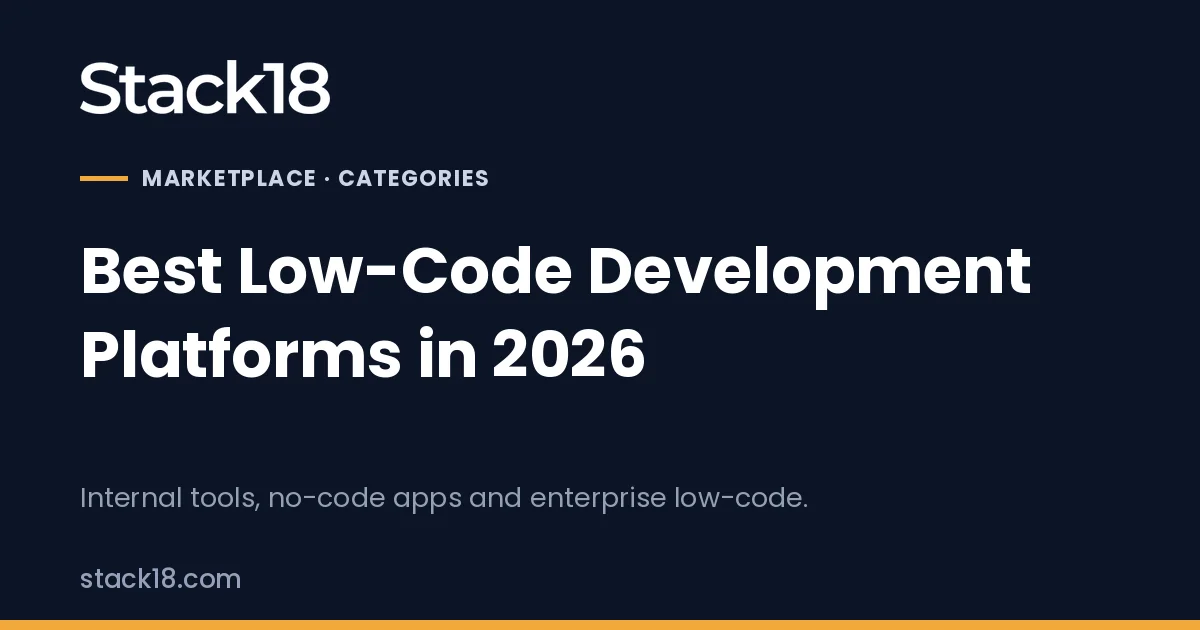 Stack18
MARKETPLACE · CATEGORIES
Best Low-Code Development
Platforms in 2026
Internal tools, no-code apps and enterprise low-code.
stack18.com